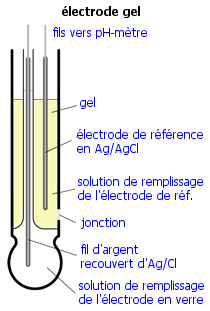 électrode gel
fils vers pH-mètre
gel
électrode de référence
en Ag/AgCl
solution de remplissage
de l'électrode de réf.
jonction
fil d'argent
recouvert d'Ag/Cl
solution de remplissage
de l'électrode en verre